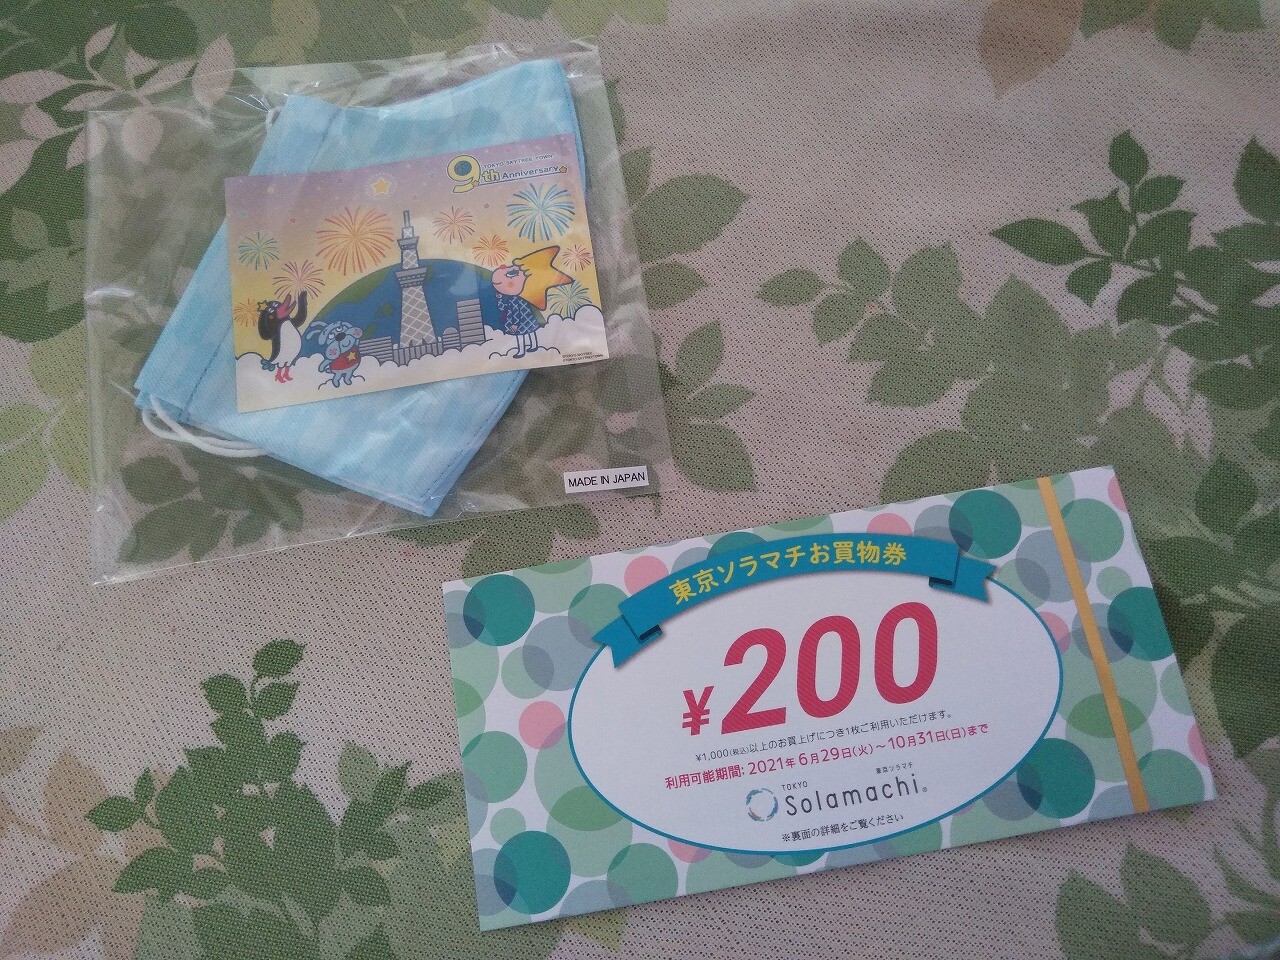 9th Anniversary
TOKYO SKYTREE TOWN
©TOKYO-SKYTREE
©TOKYO-SKYTREETOWN
MADE IN JAPAN
東京ソラマチお買物券
¥200
¥1,000(税込)以上のお買上げにつき1枚ご利用いただけます。
利用可能期間: 2021年6月29日(火)～10月31日(日)まで
TOKYO 東京ソラマチ
Solamachi®
※裏面の詳細をご覧ください